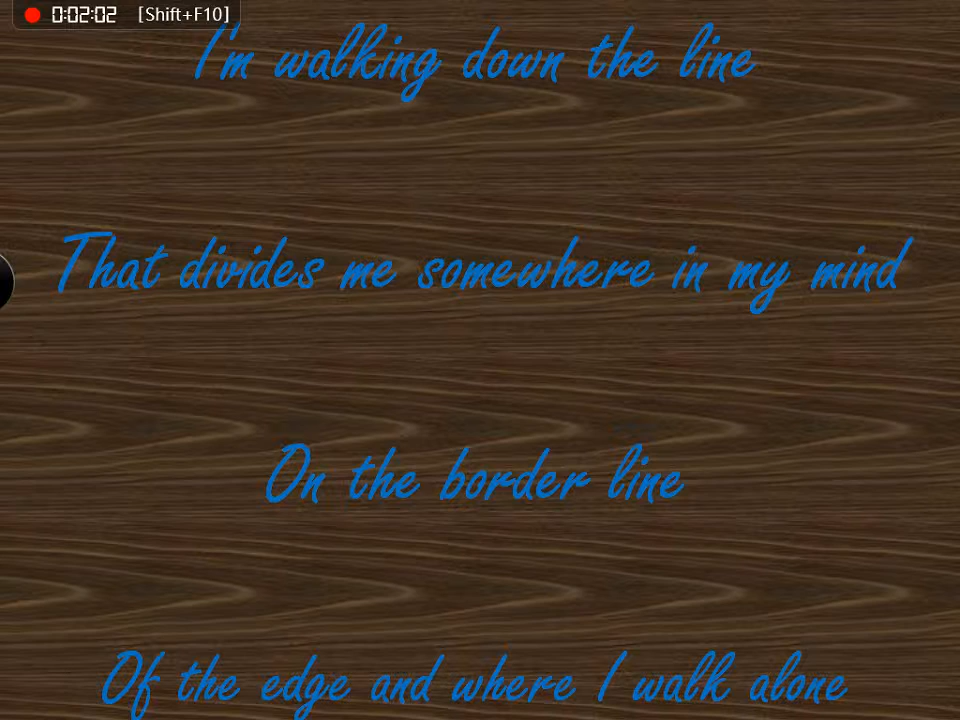 0:02:02 [Shift+F10]
I'm walking down the line
That divides me somewhere in my mind
On the border line
Of the edge and where I walk alone